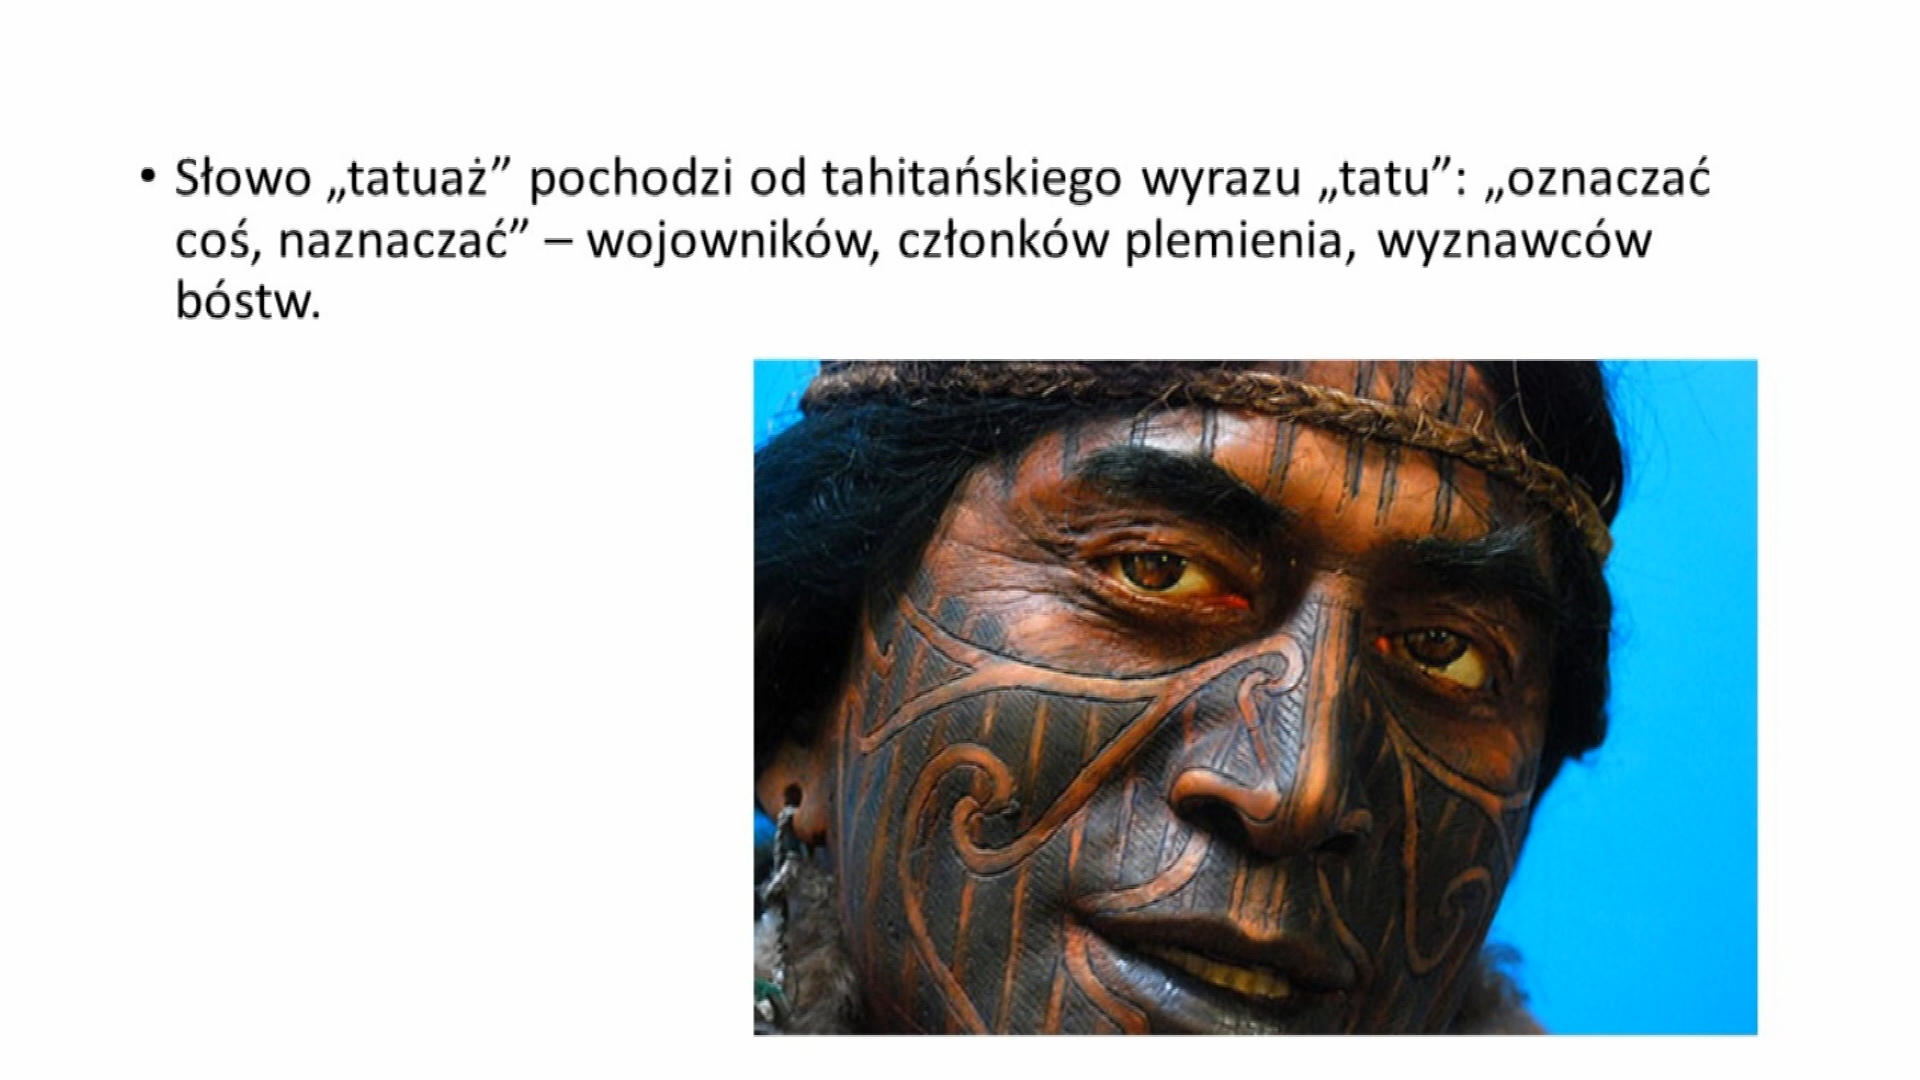 • Słowo „tatuaż” pochodzi od tahitańskiego wyrazu „tatu”: „oznaczać
coś, naznaczać” – wojowników, członków plemienia, wyznawców
bóstw.